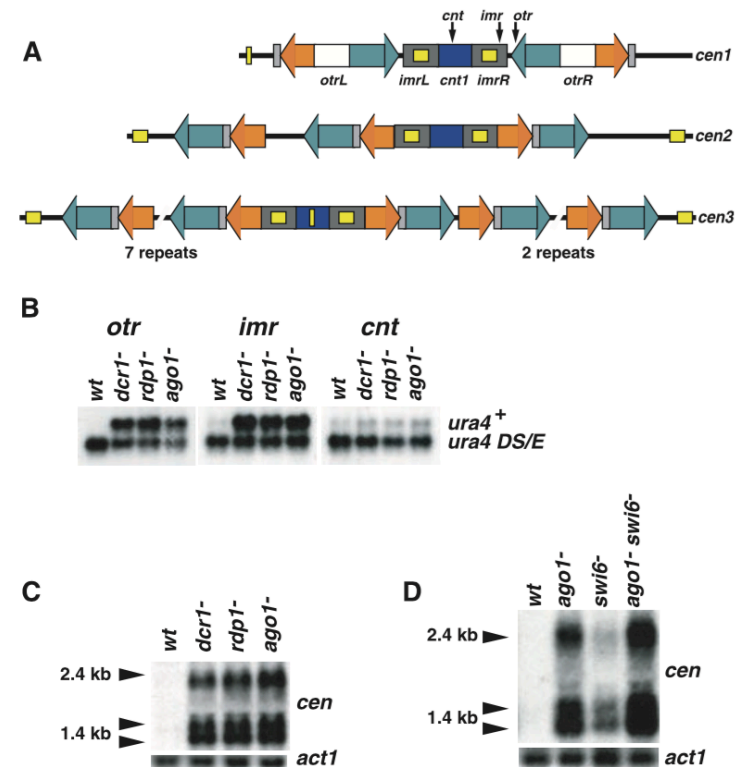 A
cnt imr otr
cen1
otrL imrL cnt1 imrR otrR
cen2
cen3
7 repeats 2 repeats
B
otr imr cnt
wt dcr1- rdp1- ago1- wt dcr1- rdp1- ago1- wt dcr1- rdp1- ago1-
ura4+
ura4 DS/E
C
wt dcr1- rdp1- ago1-
2.4 kb
cen
1.4 kb
act1
D
wt ago1- swi6- ago1- swi6-
2.4 kb
cen
1.4 kb
act1